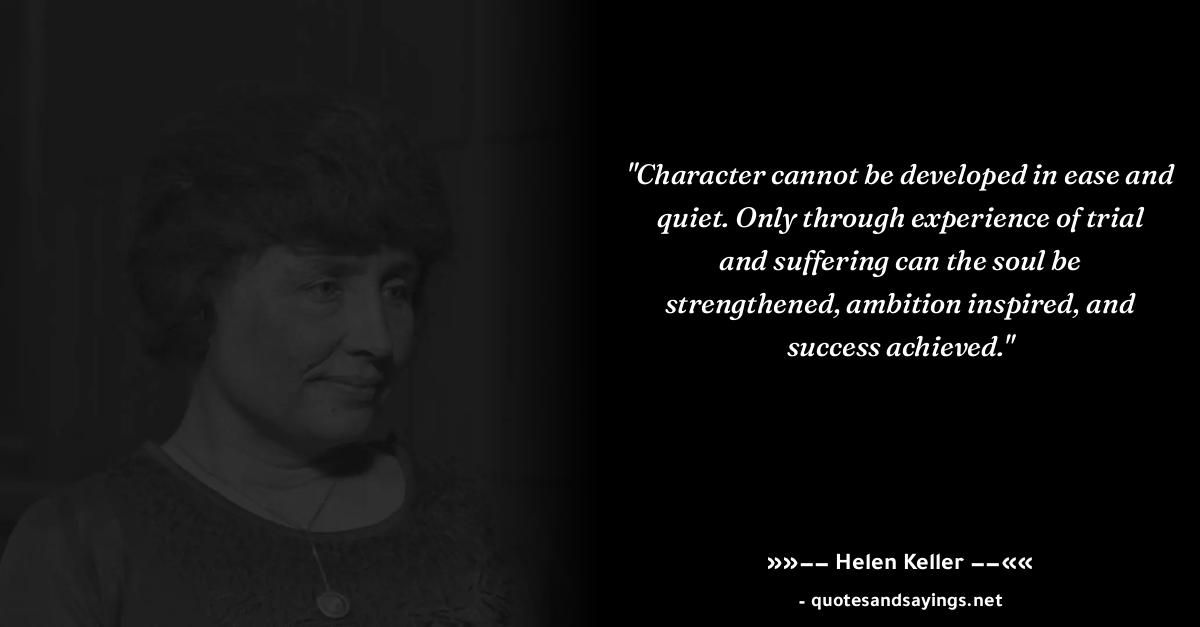 "Character cannot be developed in ease and
quiet. Only through experience of trial
and suffering can the soul be
strengthened, ambition inspired, and
success achieved."
»»–– Helen Keller ––««
- quotesandsayings.net